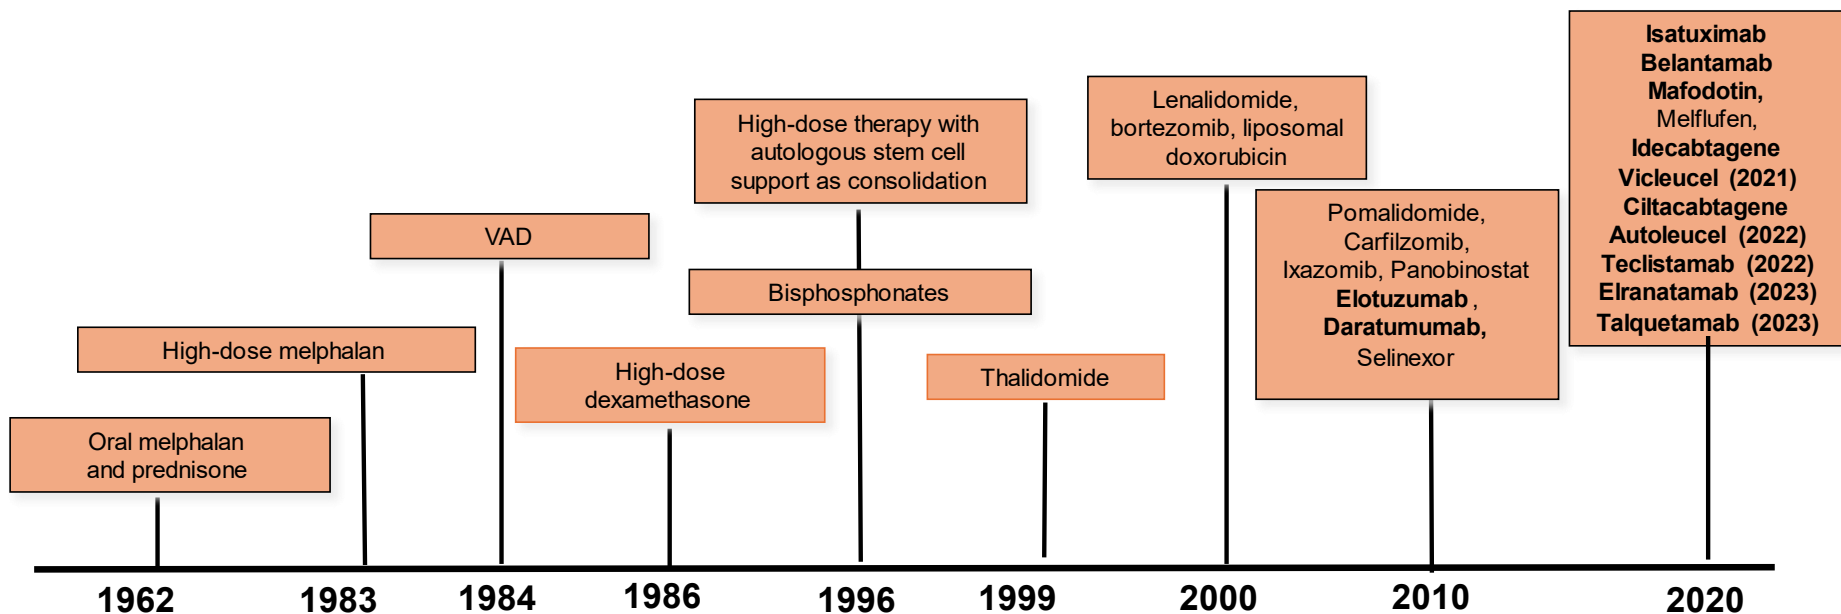 Oral melphalan
and prednisone
High-dose melphalan
VAD
High-dose
dexamethasone
High-dose therapy with
autologous stem cell
support as consolidation
Bisphosphonates
Thalidomide
Lenalidomide,
bortezomib, liposomal
doxorubicin
Pomalidomide,
Carfilzomib,
Ixazomib, Panobinostat
Elotuzumab ,
Daratumumab,
Selinexor
Isatuximab
Belantamab
Mafodotin,
Melflufen,
Idecabtagene
Vicleucel (2021)
Ciltacabtagene
Autoleucel (2022)
Teclistamab (2022)
Elranatamab (2023)
Talquetamab (2023)
1962 1983 1984 1986 1996 1999 2000 2010 2020